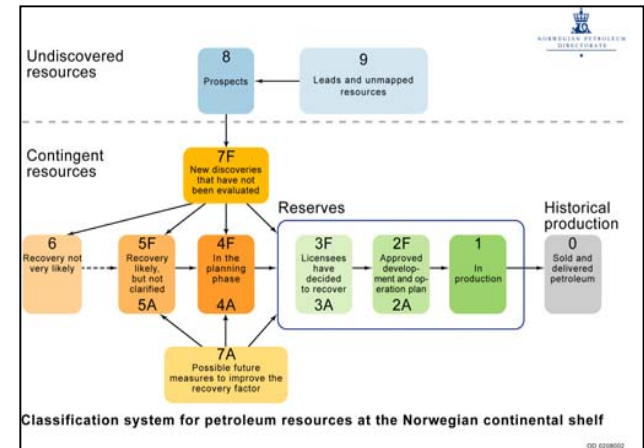 NORWEGIAN PETROLEUM
DIRECTORATE
Undiscovered
resources
8
Prospects
9
Leads and unmapped
resources
Contingent
resources
7F
New discoveries
that have not
been evaluated
Reserves
Historical
production
6
Recovery not
very likely
5F
Recovery
likely,
but not
clarified
5A
4F
In the
planning
phase
4A
3F
Licensees
have
decided
to recover
3A
2F
Approved
develop-
ment and op-
eration plan
2A
1
In
production
0
Sold and
delivered
petroleum
7A
Possible future
measures to improve the
recovery factor
Classification system for petroleum resources at the Norwegian continental shelf